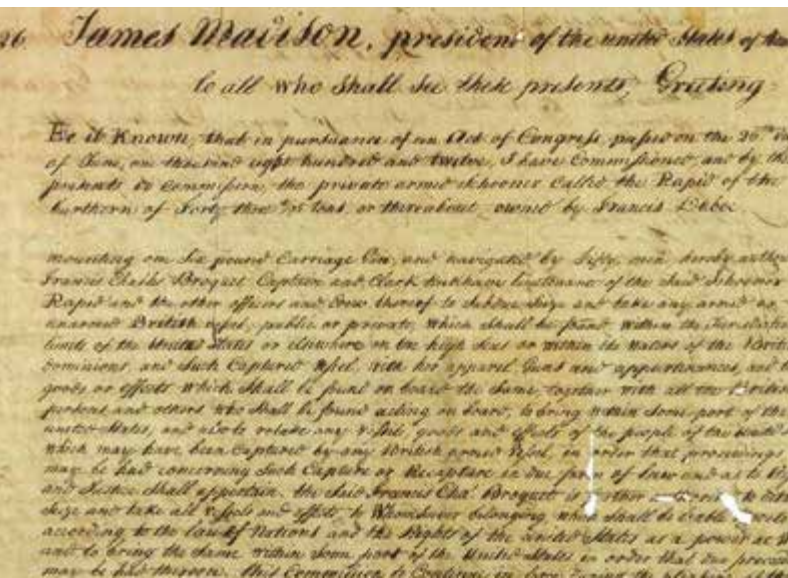 26. James Madison, president of the united States of
to all who shall see these presents, Greeting:
Be it Known, that in pursuance of an Act of Congress, passed on the 26th
of June, one thousand eight hundred and twelve, I have Commissioned, and by
presents do Commission, the private armed Schooner Called the Rapid of the
burthern of Forty three tons, or thereabout, owned by Francis
mounting one Six pound Carriage Gun, and navigated by fifty, men hereby
Francis Broquet Captain and Clark lieutenant of the said Schooner
Rapid and the other officers and Crew thereof to Subdue, Seize and take any armed or
unarmed British vessel, public or private, which shall be found within the
limits of the United States or elsewhere on the high Seas or within the waters of the British
dominions, and such Captured vessel, with her apparel, Guns and appurtenances, and
goods or effects which shall be found on board the same, together with all the British
persons and others who shall be found acting on board, to bring within Some port of the
united States, and also to retake any vessels goods and effects of the people of the United
which may have been Captured by any British armed vessel, in order that proceedings
may be had concerning Such Capture or Recapture in due form of law and as to
and Justice shall appertain, the said Francis Chas. Broquet is further to
Seize and take all vessels and effects to Whomsoever belonging, which shall be liable
according to the law of Nations and the Rights of the united States as a power at
and to bring the same within Some port of the United States in order that due
may be had thereon. this Commission to Continue in